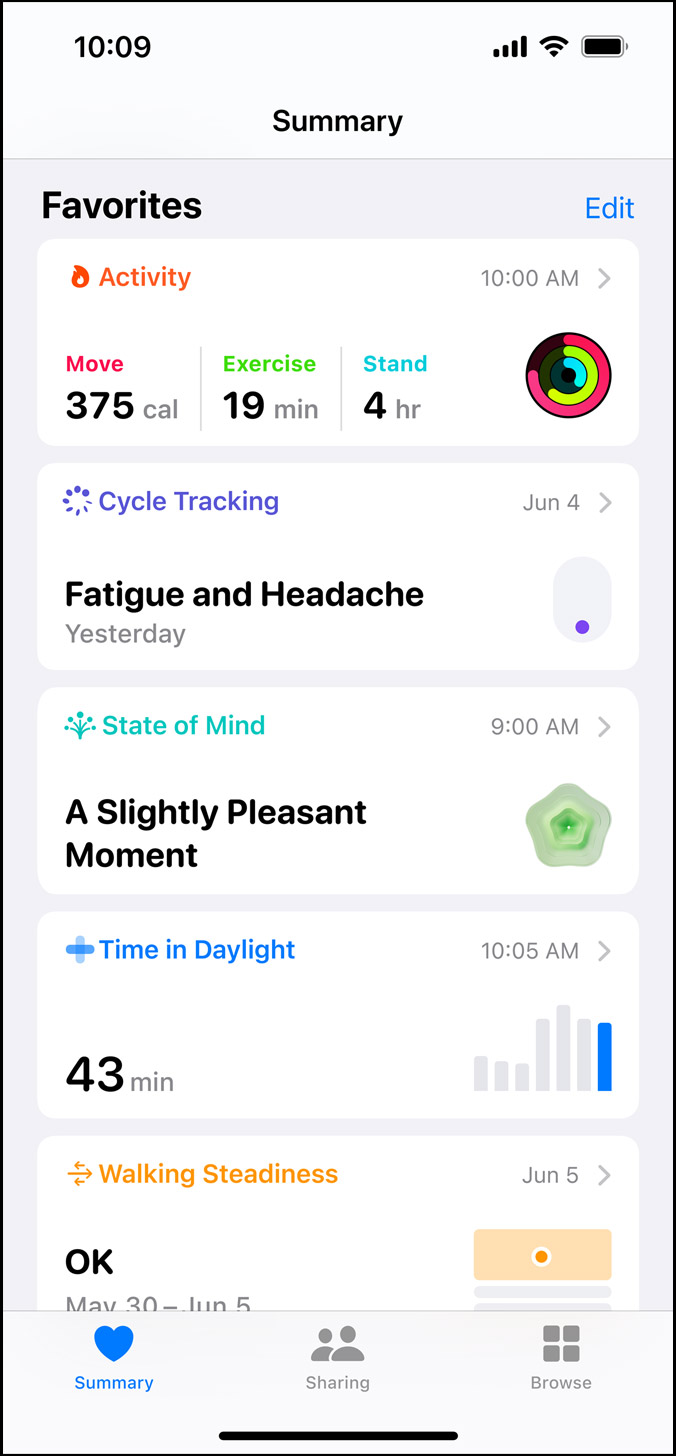 10:09
Summary
Favorites
Edit
Activity
10:00 AM
Move
Exercise
Stand
375 cal
19 min
4 hr
Cycle Tracking
Jun 4
Fatigue and Headache
Yesterday
State of Mind
9:00 AM
A Slightly Pleasant
Moment
Time in Daylight
10:05 AM
43 min
Walking Steadiness
Jun 5
OK
May 30 – Jun 5
Summary
Sharing
Browse